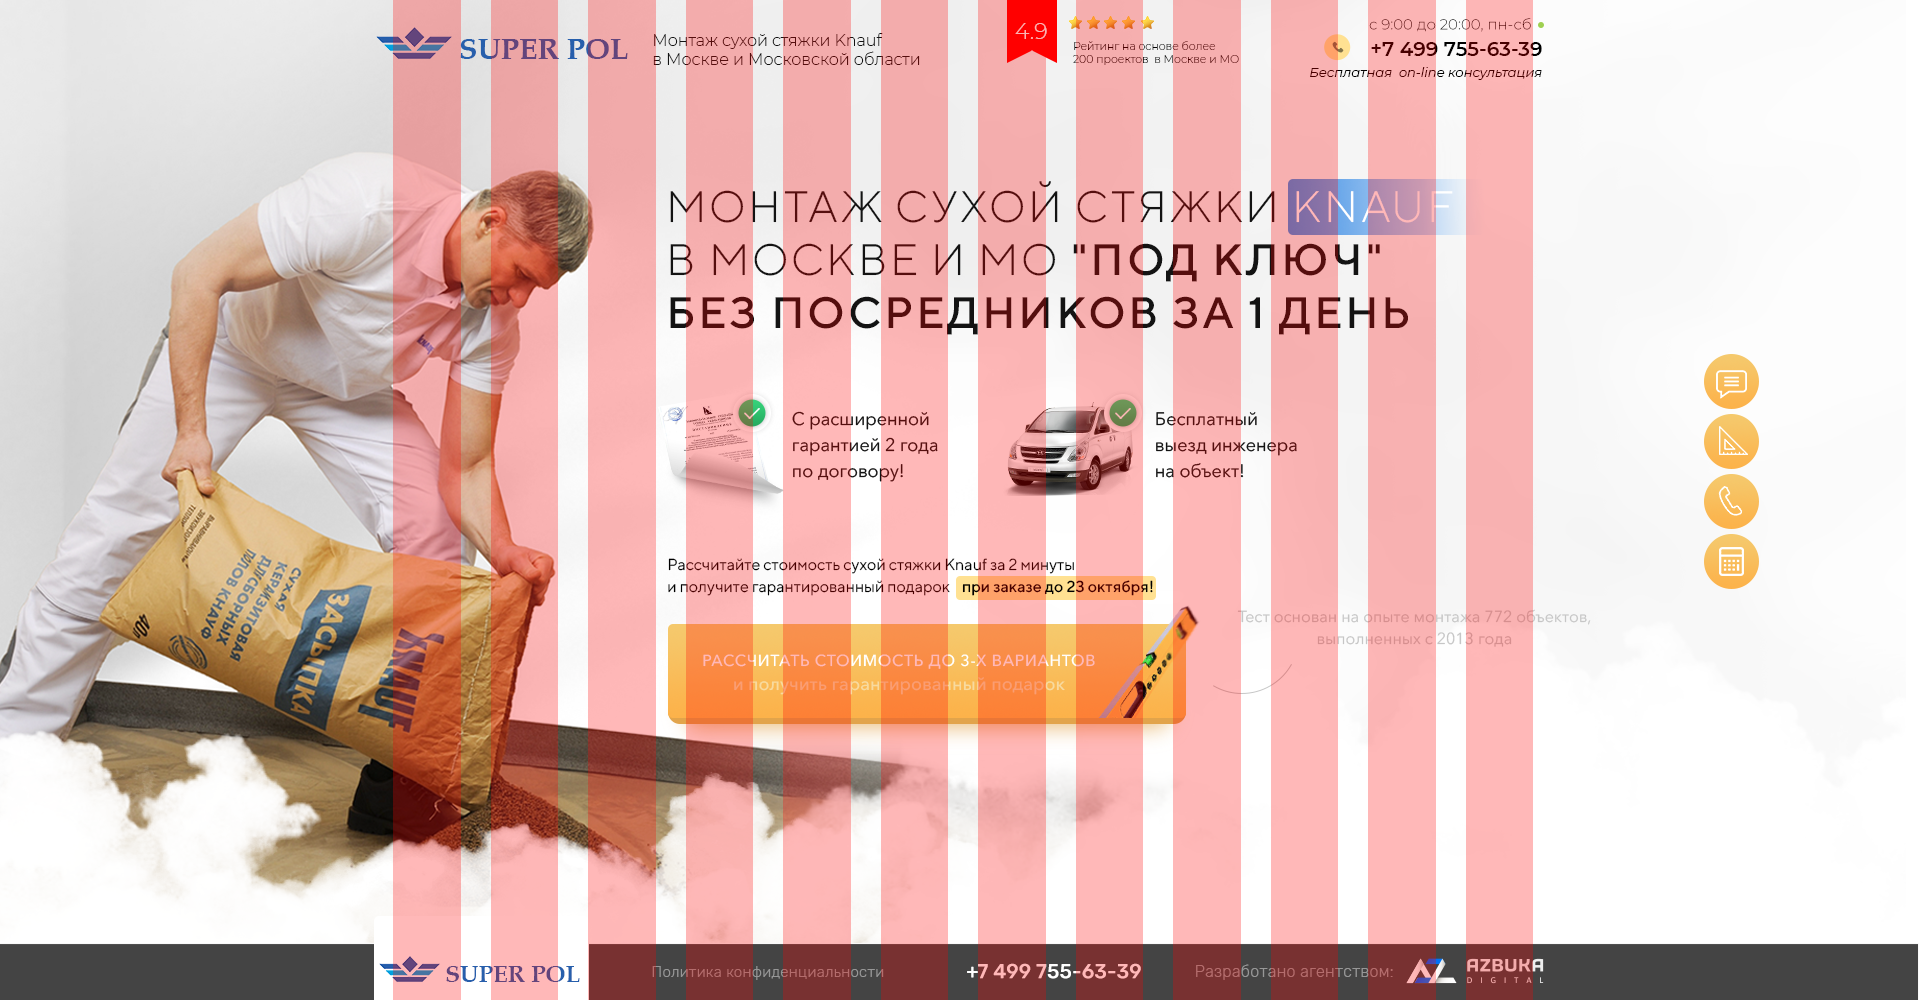 SUPER POL
Монтаж сухой стяжки Knauf
в Москве и Московской области
4.9
Рейтинг на основе более
200 проектов в Москве и МО
с 9:00 до 20:00, пн-сб
+7 499 755-63-39
Бесплатная on-line консультация
МОНТАЖ СУХОЙ СТЯЖКИ KNAUF
В МОСКВЕ И МО "ПОД КЛЮЧ"
БЕЗ ПОСРЕДНИКОВ ЗА 1 ДЕНЬ
С расширенной
гарантией 2 года
по договору!
Бесплатный
выезд инженера
на объект!
Рассчитайте стоимость сухой стяжки Knauf за 2 минуты
и получите гарантированный подарок при заказе до 23 октября!
РАССЧИТАТЬ СТОИМОСТЬ ДО 3-Х ВАРИАНТОВ
и получить гарантированный подарок
Тест основан на опыте монтажа 772 объектов,
выполненных с 2013 года
СУХАЯ
КЕРАМЗИТОВАЯ
ЗАСЫПКА
KNAUF
40л
SUPER POL
Политика конфиденциальности
+7 499 755-63-39
Разработано агентством:
AZBUKA
DIGITAL